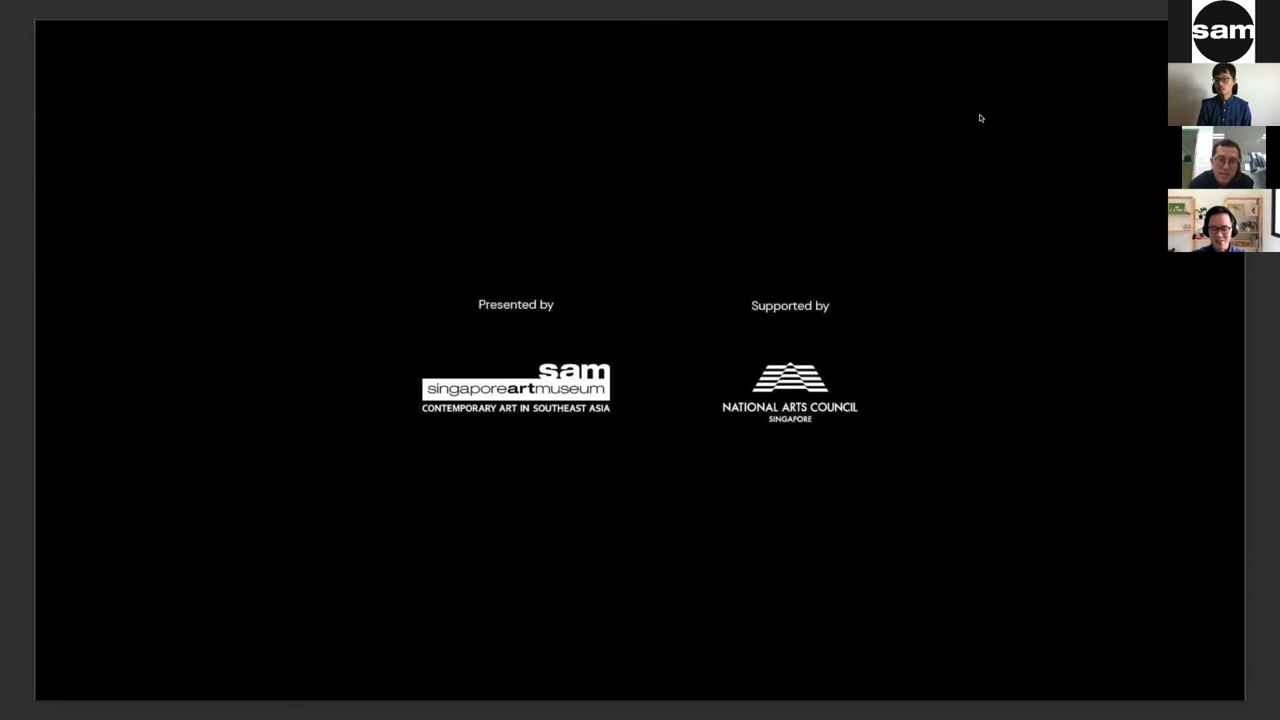 sam
Presented by
Supported by
sam
singaporeartmuseum
CONTEMPORARY ART IN SOUTHEAST ASIA
NATIONAL ARTS COUNCIL
SINGAPORE